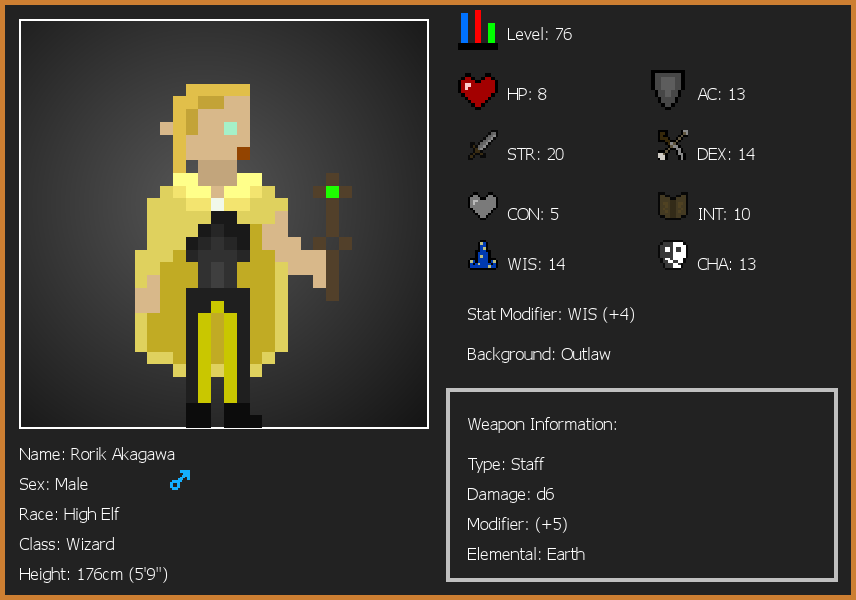 Level: 76
HP: 8
AC: 13
STR: 20
DEX: 14
CON: 5
INT: 10
WIS: 14
CHA: 13
Stat Modifier: WIS (+4)
Background: Outlaw
Weapon Information:
Type: Staff
Damage: d6
Modifier: (+5)
Elemental: Earth
Name: Rorik Akagawa
Sex: Male
Race: High Elf
Class: Wizard
Height: 176cm (5'9")